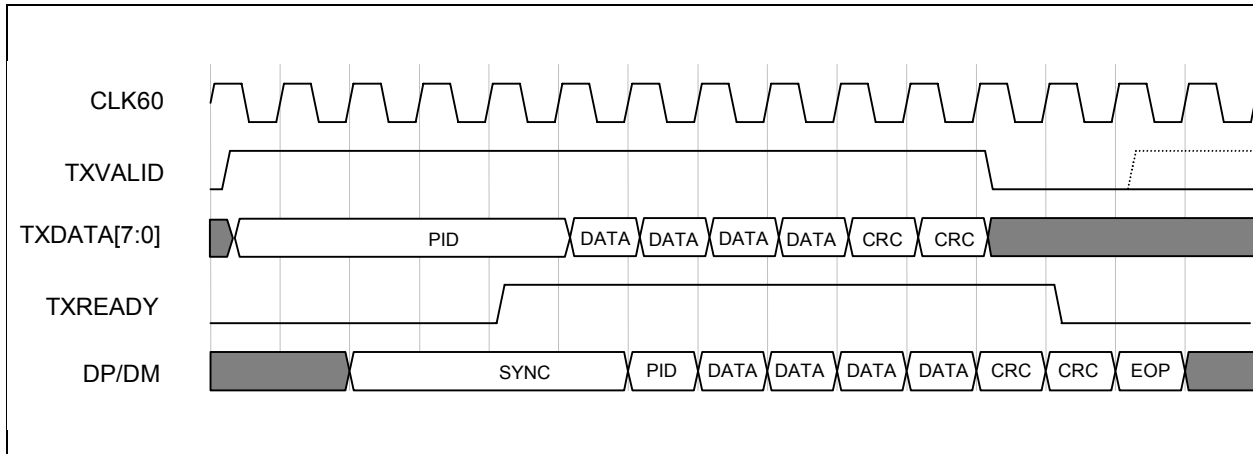 CLK60
TXVALID
TXDATA[7:0] PID DATA DATA DATA DATA CRC CRC
TXREADY
DP/DM SYNC PID DATA DATA DATA DATA CRC CRC EOP